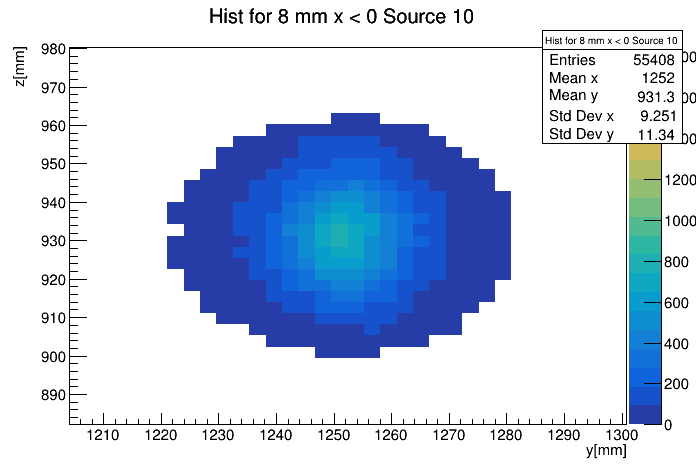 Hist for 8 mm x < 0 Source 10
z[mm]
980
970
960
950
940
930
920
910
900
890
1210 1220 1230 1240 1250 1260 1270 1280 1290 1300
y[mm]
Hist for 8 mm x < 0 Source 10
Entries 55408
Mean x 1252
Mean y 931.3
Std Dev x 9.251
Std Dev y 11.34
1200
1000
800
600
400
200
0